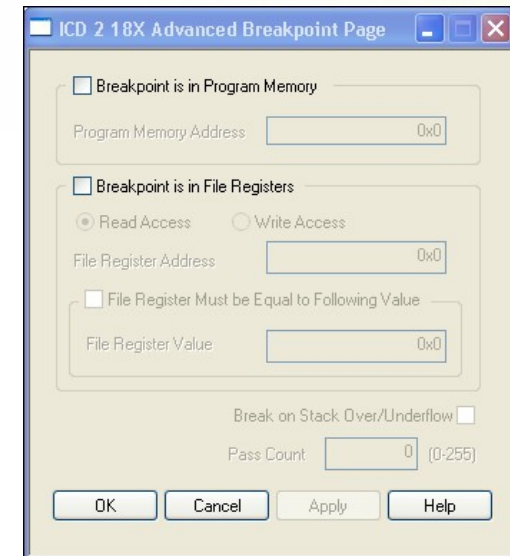 ICD 2 18X Advanced Breakpoint Page
Breakpoint is in Program Memory
Program Memory Address 0x0
Breakpoint is in File Registers
Read Access Write Access
File Register Address 0x0
File Register Must be Equal to Following Value
File Register Value 0x0
Break on Stack Over/Underflow
Pass Count 0 (0-255)
OK Cancel Apply Help